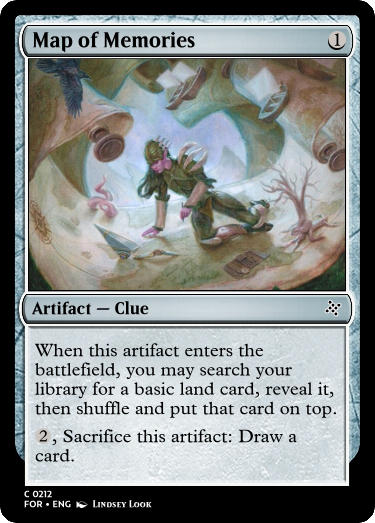 Map of Memories
1
Artifact — Clue
When this artifact enters the
battlefield, you may search your
library for a basic land card, reveal it,
then shuffle and put that card on top.
2, Sacrifice this artifact: Draw a
card.
C 0212
FOR • ENG Lindsey Look